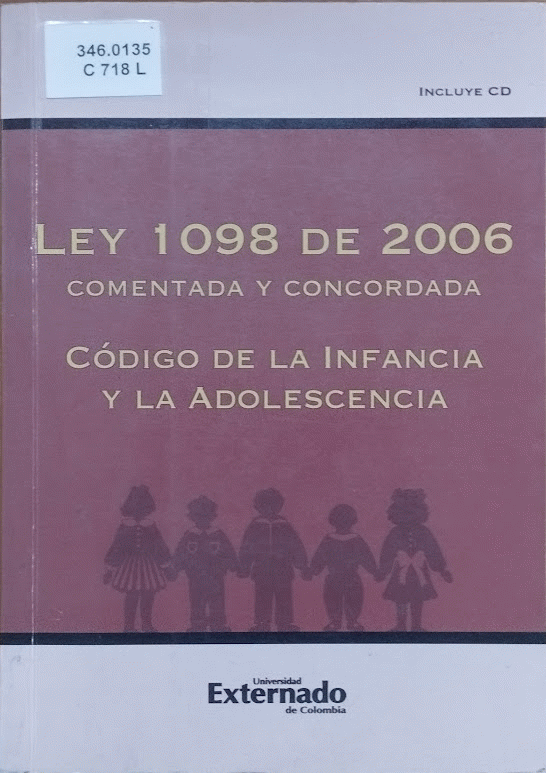 346.0135
C 718 L
INCLUYE CD
LEY 1098 DE 2006
COMENTADA Y CONCORDADA
CÓDIGO DE LA INFANCIA
Y LA ADOLESCENCIA
Universidad
Externado
de Colombia